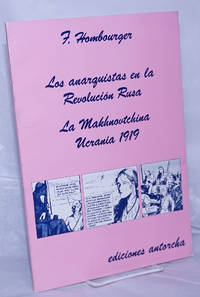 F. Hombourger
Los anarquistas en la
Revolución Rusa
La Makhnovtchina
Ucrania 1919
ediciones antorcha